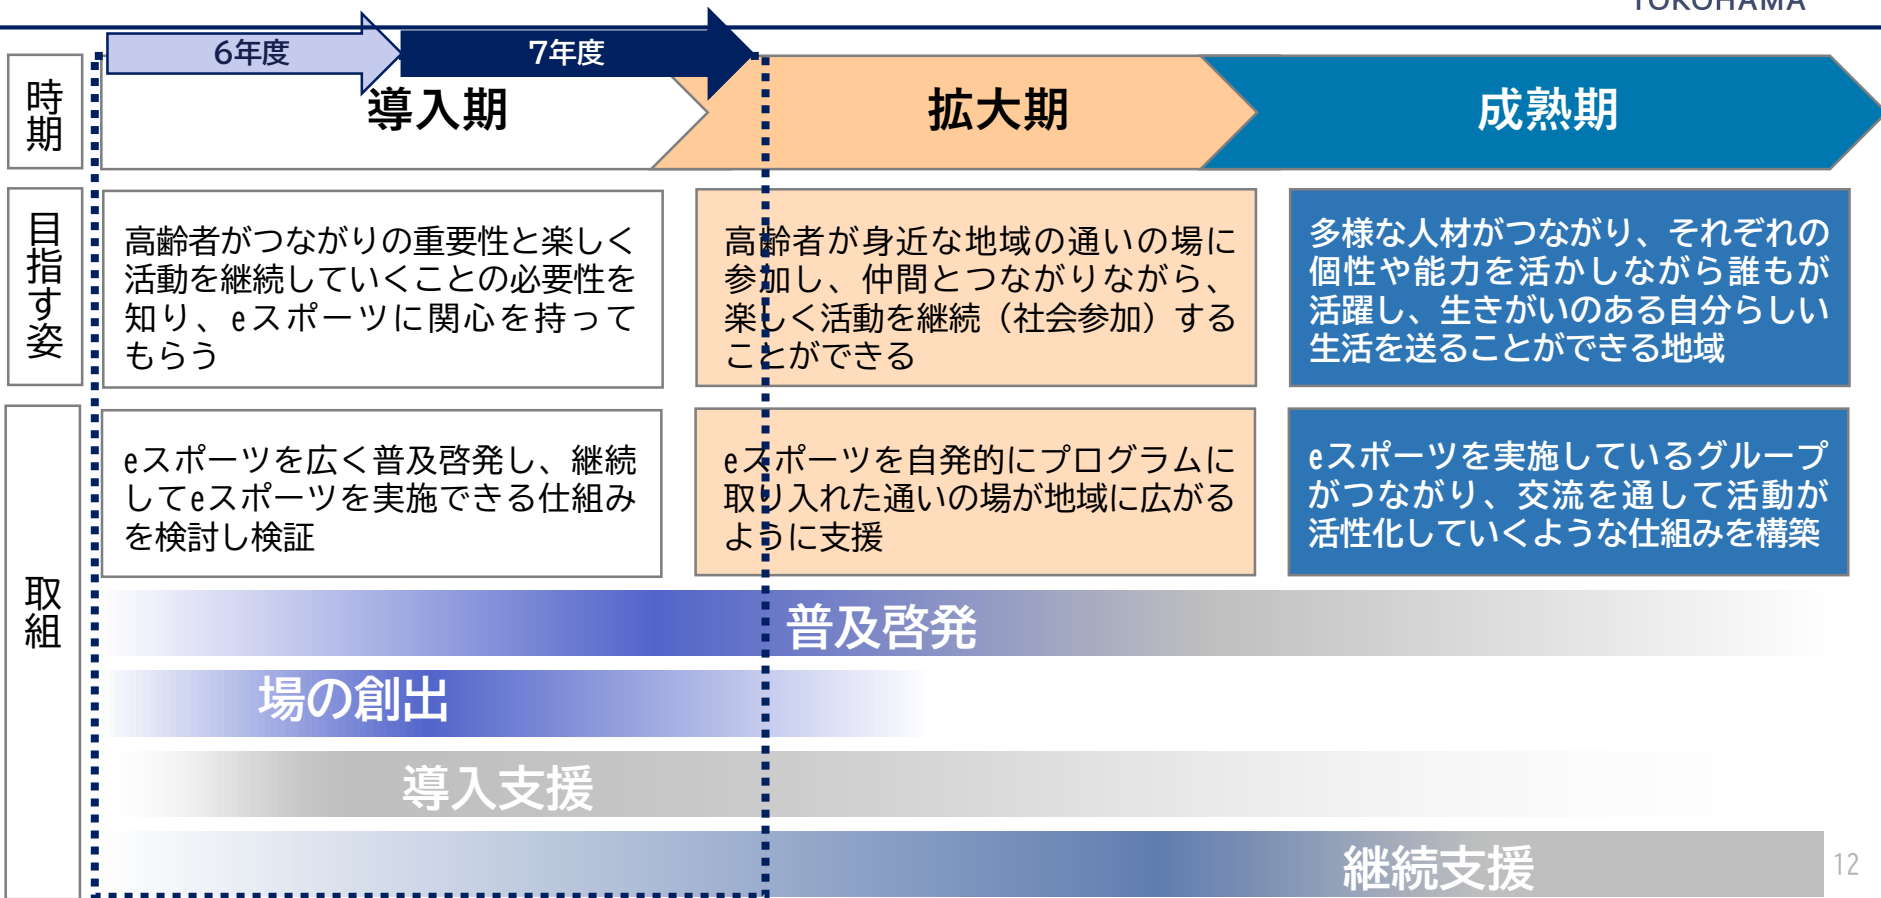 YOKOHAMA
6年度
7年度
時期
導入期
拡大期
成熟期
目指す姿
高齢者がつながりの重要性と楽しく
活動を継続していくことの必要性を
知り、eスポーツに関心を持って
もらう
高齢者が身近な地域の通いの場に
参加し、仲間とつながりながら、
楽しく活動を継続（社会参加）する
ことができる
多様な人材がつながり、それぞれの
個性や能力を活かしながら誰もが
活躍し、生きがいのある自分らしい
生活を送ることができる地域
取組
eスポーツを広く普及啓発し、継続
してeスポーツを実施できる仕組み
を検討し検証
eスポーツを自発的にプログラムに
取り入れた通いの場が地域に広がる
ように支援
eスポーツを実施しているグループ
がつながり、交流を通して活動が
活性化していくような仕組みを構築
普及啓発
場の創出
導入支援
継続支援
12